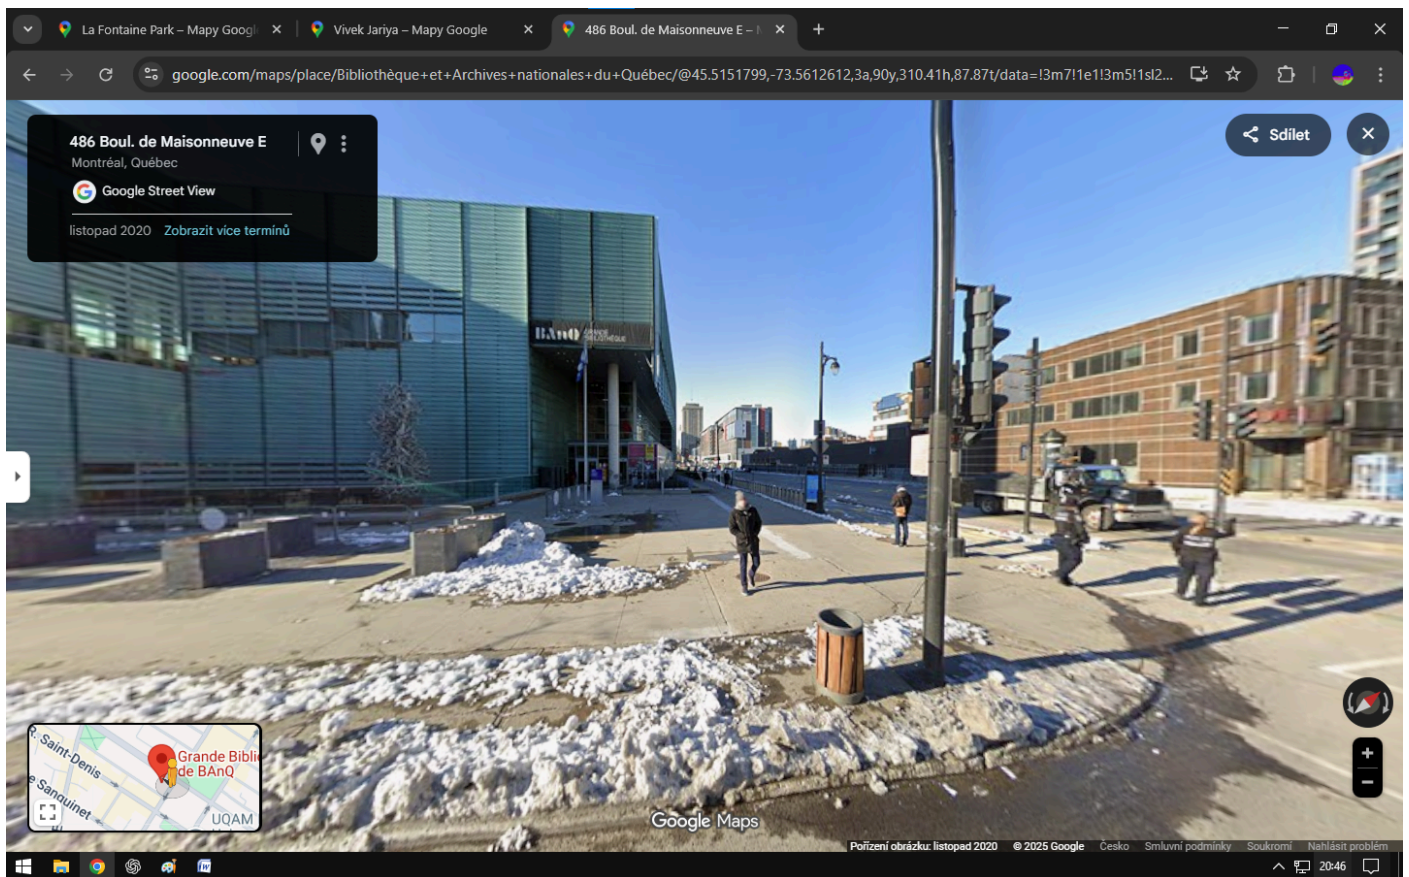 La Fontaine Park – Mapy Googl
Vivek Jariya – Mapy Google
486 Boul. de Maisonneuve E –
google.com/maps/place/Bibliothèque+et+Archives+nationales+du+Québec/@45.5151799,-73.5612612,3a,90y,310.41h,87.87t/data=!3m7!1e1!3m5!1sl2...
486 Boul. de Maisonneuve E
Montréal, Québec
Google Street View
listopad 2020 Zobrazit více termínů
Sdílet
BAnQ GRANDE
BIBLIOTHÈQUE
R. Saint-Denis
Sanguinet
Grande Biblio
de BAnQ
UQAM
Google Maps
Pořízení obrázku: listopad 2020 © 2025 Google Česko Smluvní podmínky Soukromí Nahlásit problém
20:46